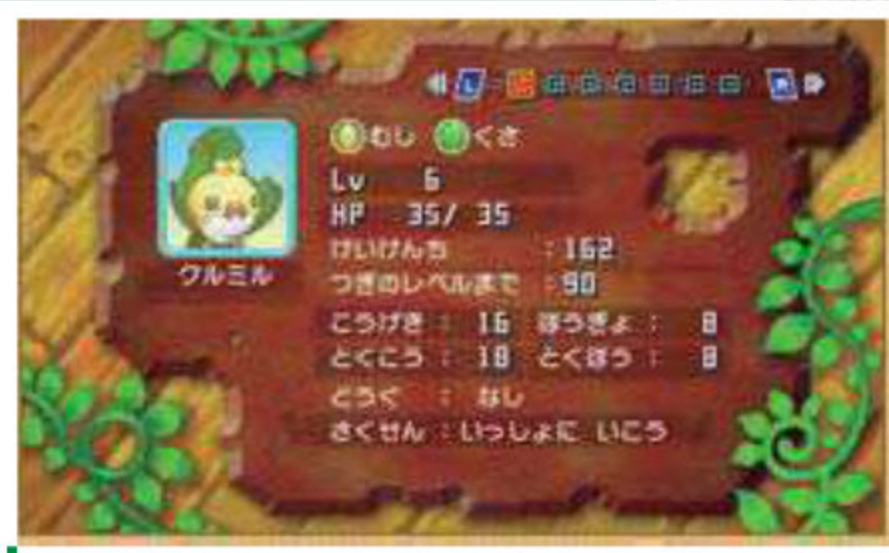 L R
むし くさ
Lv 6
HP 35/ 35
クルミル
けいけんち :162
つぎのレベルまで :90
こうげき: 16 ぼうぎょ: 8
とくこう: 18 とくぼう: 8
どうぐ : なし
さくせん:いっしょに いこう